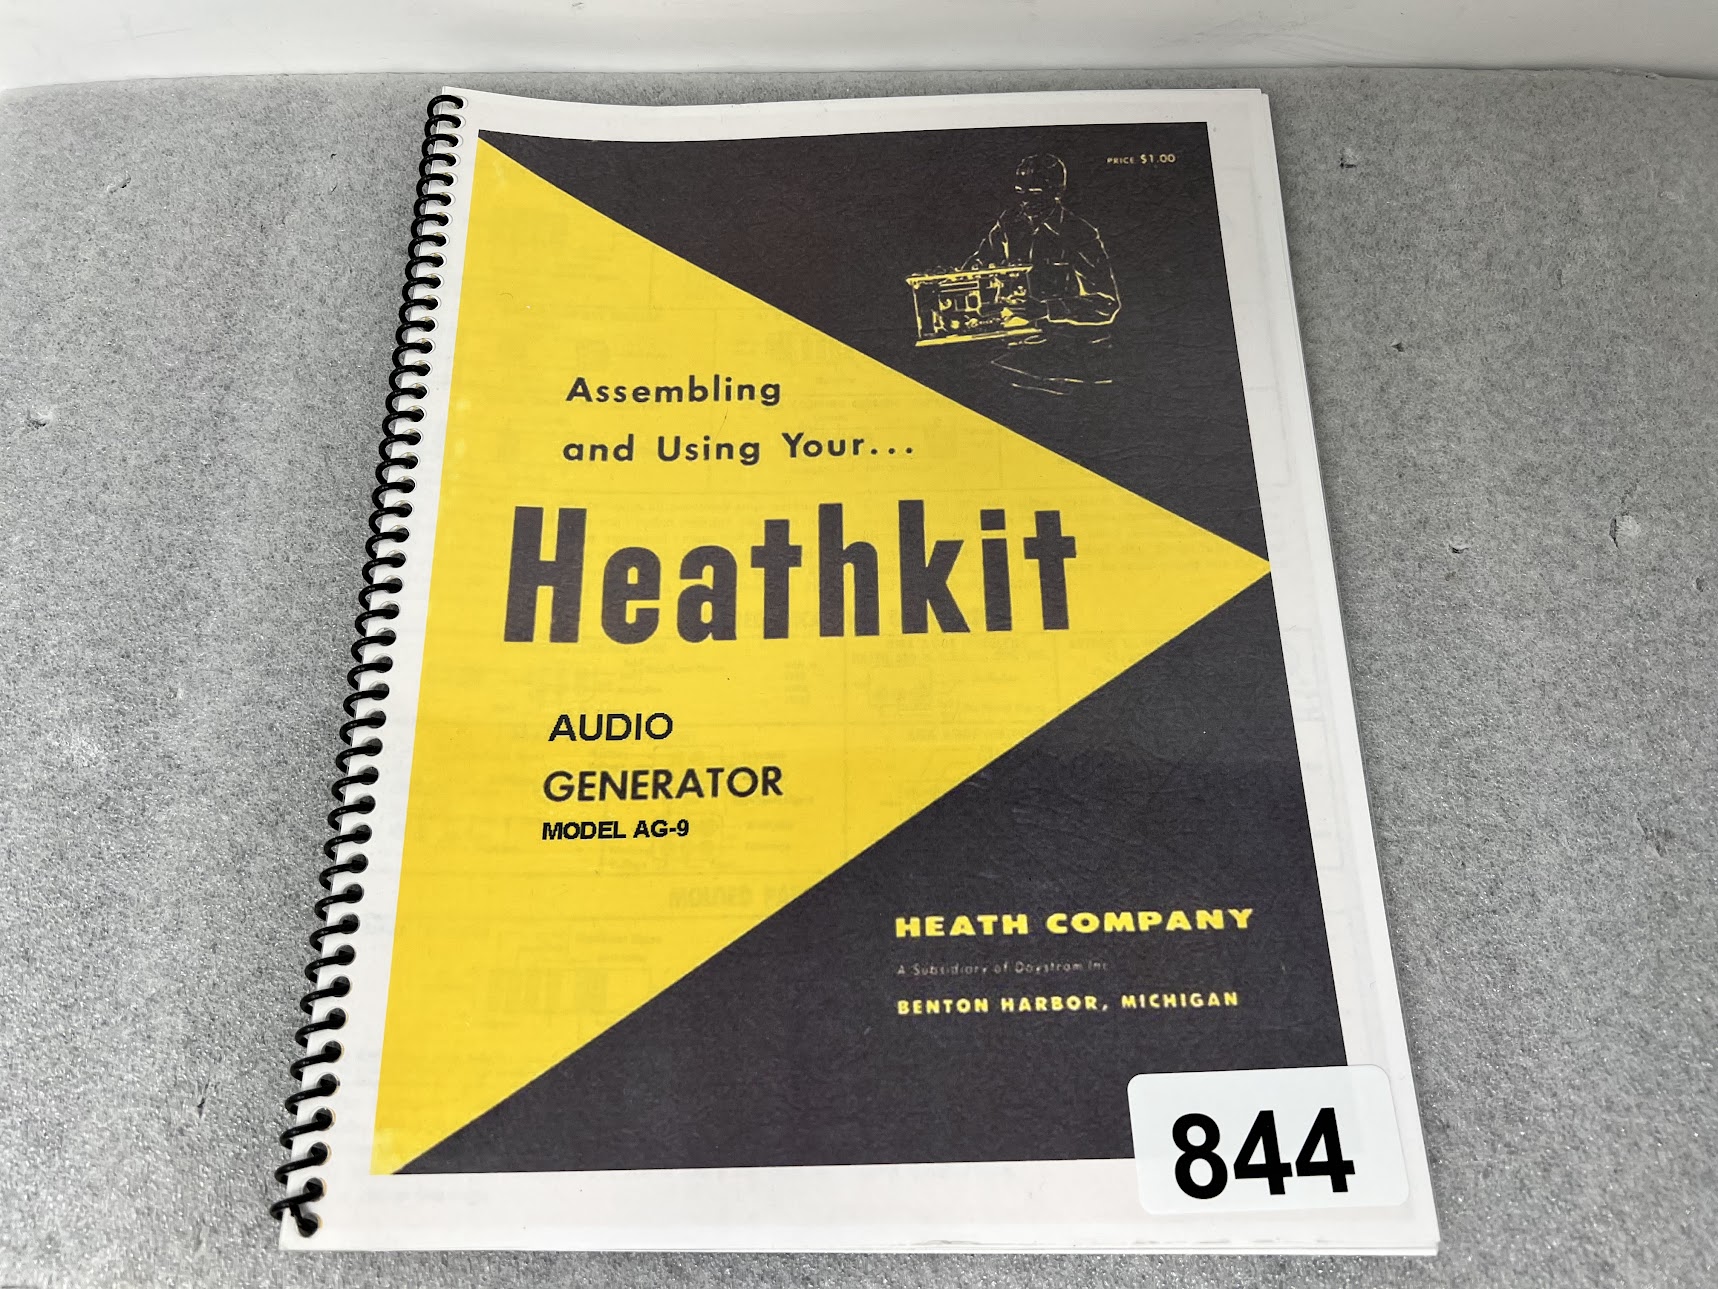 PRICE $1.00
Assembling
and Using Your...
Heathkit
AUDIO
GENERATOR
MODEL AG-9
HEATH COMPANY
A Subsidiary of Daystrom Inc.
BENTON HARBOR, MICHIGAN
844